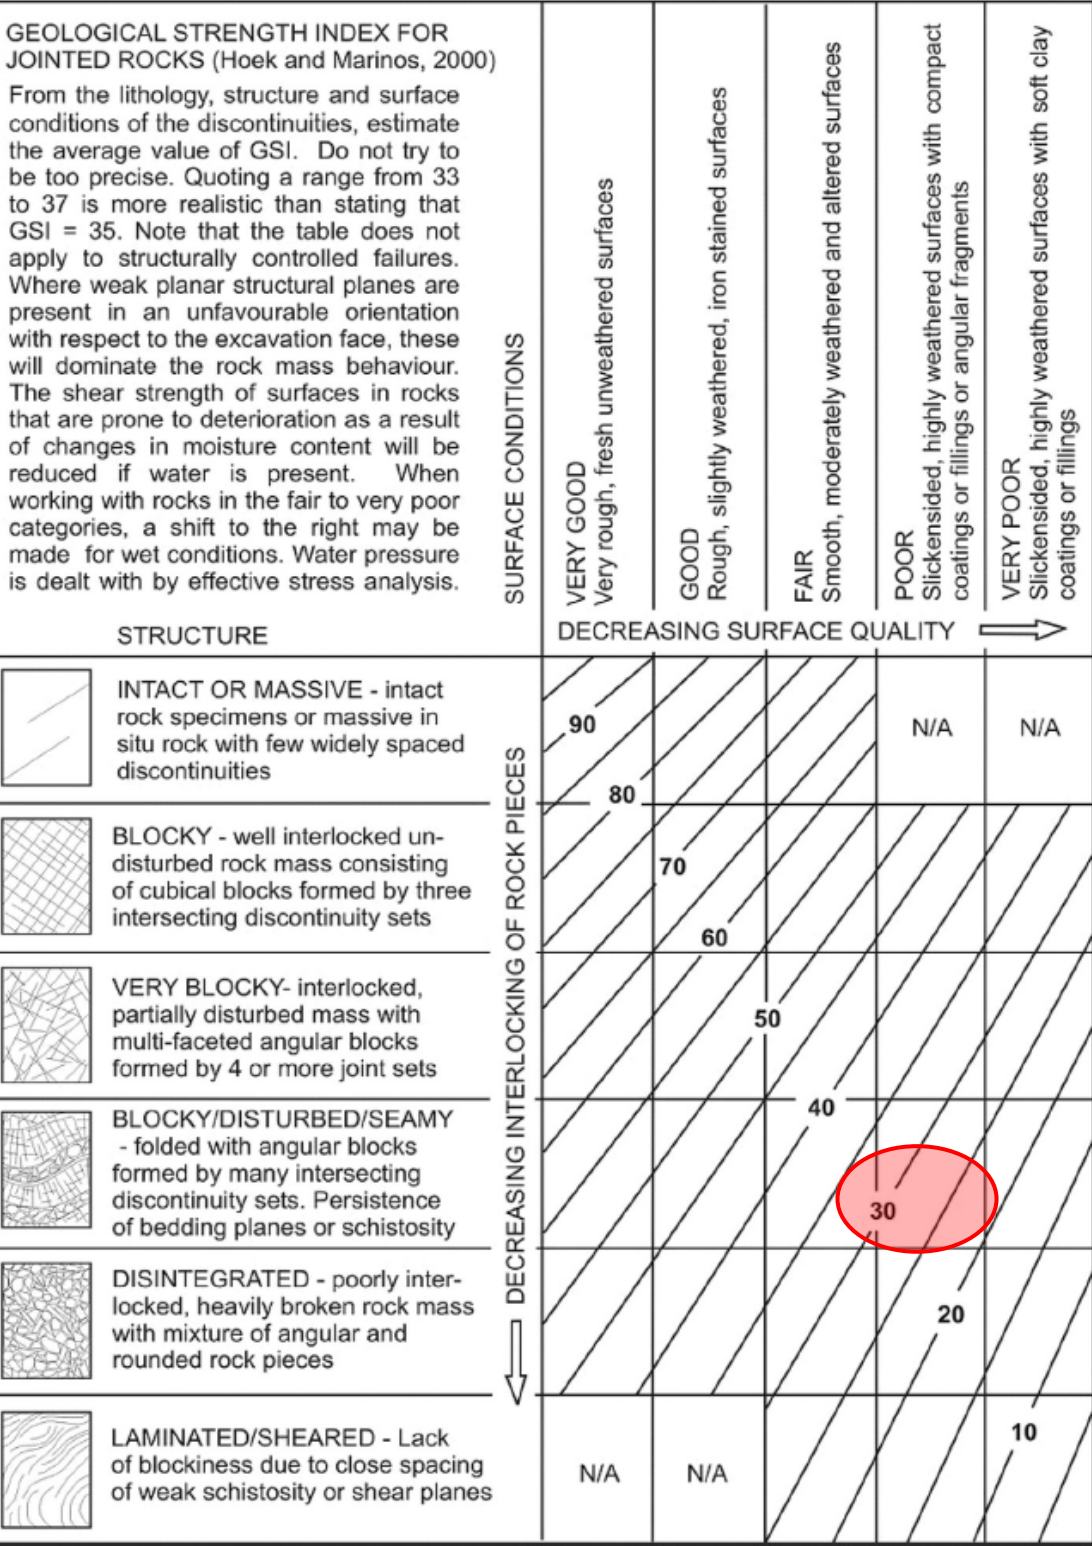 GEOLOGICAL STRENGTH INDEX FOR
JOINTED ROCKS (Hoek and Marinos, 2000)
From the lithology, structure and surface
conditions of the discontinuities, estimate
the average value of GSI. Do not try to
be too precise. Quoting a range from 33
to 37 is more realistic than stating that
GSI = 35. Note that the table does not
apply to structurally controlled failures.
Where weak planar structural planes are
present in an unfavourable orientation
with respect to the excavation face, these
will dominate the rock mass behaviour.
The shear strength of surfaces in rocks
that are prone to deterioration as a result
of changes in moisture content will be
reduced if water is present. When
working with rocks in the fair to very poor
categories, a shift to the right may be
made for wet conditions. Water pressure
is dealt with by effective stress analysis.
STRUCTURE
SURFACE CONDITIONS
VERY GOOD
Very rough, fresh unweathered surfaces
GOOD
Rough, slightly weathered, iron stained surfaces
FAIR
Smooth, moderately weathered and altered surfaces
POOR
Slickensided, highly weathered surfaces with compact
coatings or fillings or angular fragments
VERY POOR
Slickensided, highly weathered surfaces with soft clay
coatings or fillings
DECREASING SURFACE QUALITY
DECREASING INTERLOCKING OF ROCK PIECES
INTACT OR MASSIVE - intact
rock specimens or massive in
situ rock with few widely spaced
discontinuities
90
80
N/A
N/A
BLOCKY - well interlocked un-
disturbed rock mass consisting
of cubical blocks formed by three
intersecting discontinuity sets
70
60
VERY BLOCKY- interlocked,
partially disturbed mass with
multi-faceted angular blocks
formed by 4 or more joint sets
50
BLOCKY/DISTURBED/SEAMY
- folded with angular blocks
formed by many intersecting
discontinuity sets. Persistence
of bedding planes or schistosity
40
30
DISINTEGRATED - poorly inter-
locked, heavily broken rock mass
with mixture of angular and
rounded rock pieces
20
LAMINATED/SHEARED - Lack
of blockiness due to close spacing
of weak schistosity or shear planes
N/A
N/A
10